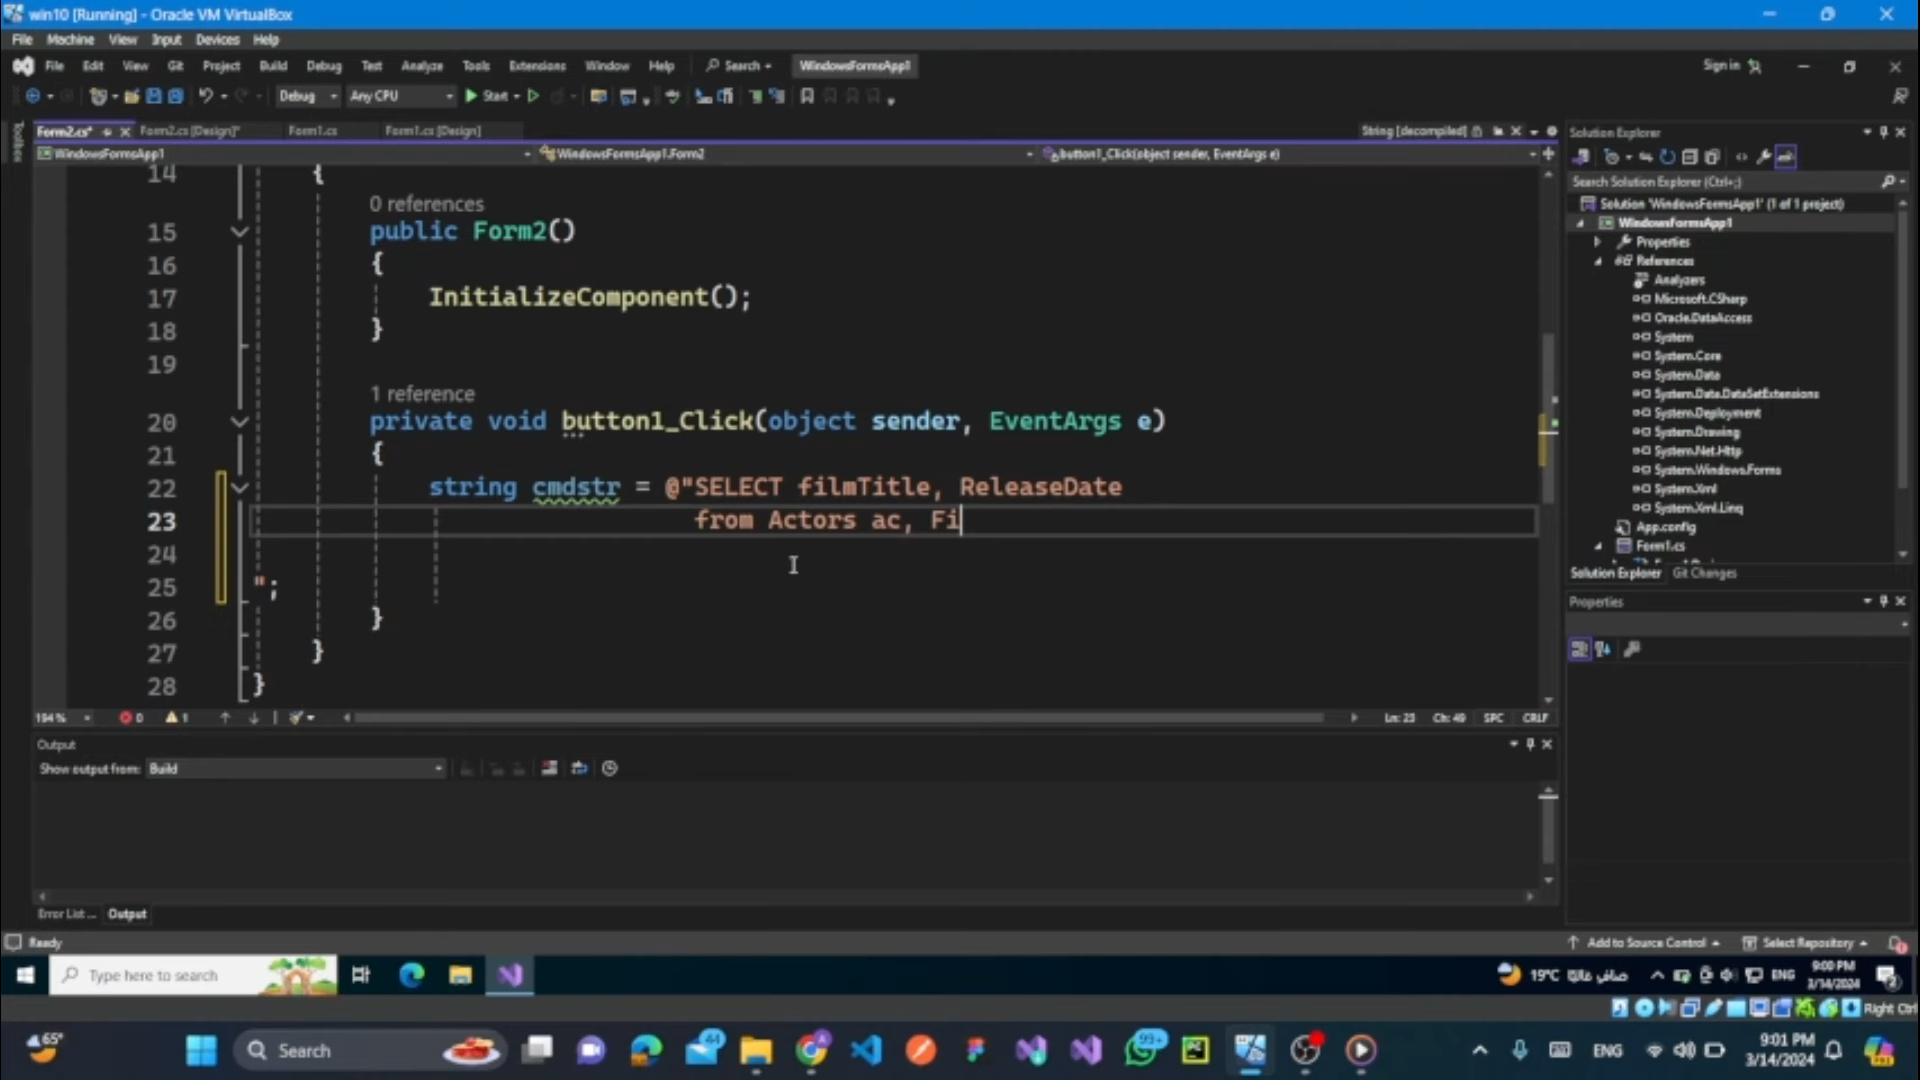 win10 [Running] - Oracle VM VirtualBox
File Machine View Input Devices Help
File Edit View Git Project Build Debug Test Analyze Tools Extensions Window Help Search WindowsFormsApp1 Sign in
Debug Any CPU Start
Form2.cs* Form2.cs [Design]* Form1.cs Form1.cs [Design] String [decompiled]
Toolbox
WindowsFormsApp1 WindowsFormsApp1.Form2 button1_Click(object sender, EventArgs e)
14 {
0 references
15 public Form2()
16 {
17 InitializeComponent();
18 }
19
1 reference
20 private void button1_Click(object sender, EventArgs e)
21 {
22 string cmdstr = @"SELECT filmTitle, ReleaseDate
23 from Actors ac, Fi
24
25 ";
26 }
27 }
28 }
194 % 0 1 Ln: 23 Ch: 49 SPC CRLF
Output
Show output from: Build
Error List ... Output
Solution Explorer
Search Solution Explorer (Ctrl+;)
Solution 'WindowsFormsApp1' (1 of 1 project)
WindowsFormsApp1
Properties
References
Analyzers
Microsoft.CSharp
Oracle.DataAccess
System
System.Core
System.Data
System.Data.DataSetExtensions
System.Deployment
System.Drawing
System.Net.Http
System.Windows.Forms
System.Xml
System.Xml.Linq
App.config
Form1.cs
Solution Explorer Git Changes
Properties
Ready Add to Source Control Select Repository
Type here to search 19°C صافي غالبًا ENG 9:00 PM
3/14/2024
Right Ctrl
65° Search 44 99+ ENG 9:01 PM
3/14/2024